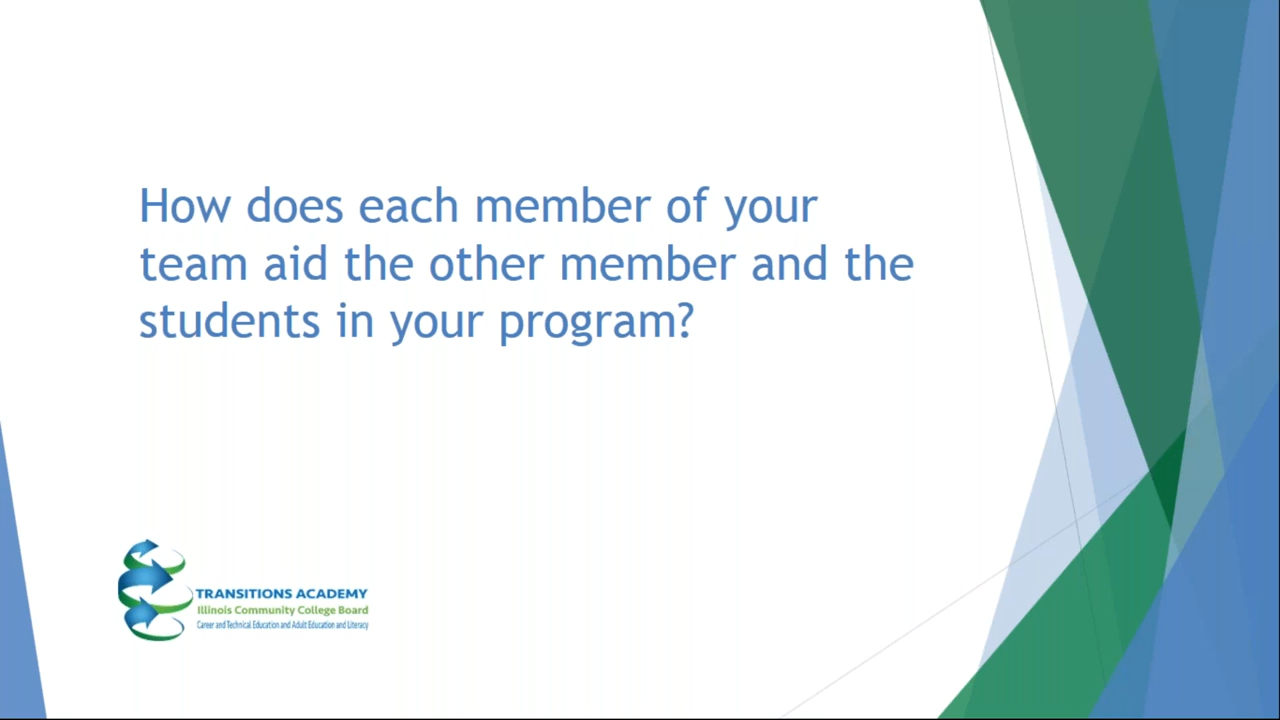 How does each member of your
team aid the other member and the
students in your program?
TRANSITIONS ACADEMY
Illinois Community College Board
Career and Technical Education and Adult Education and Literacy